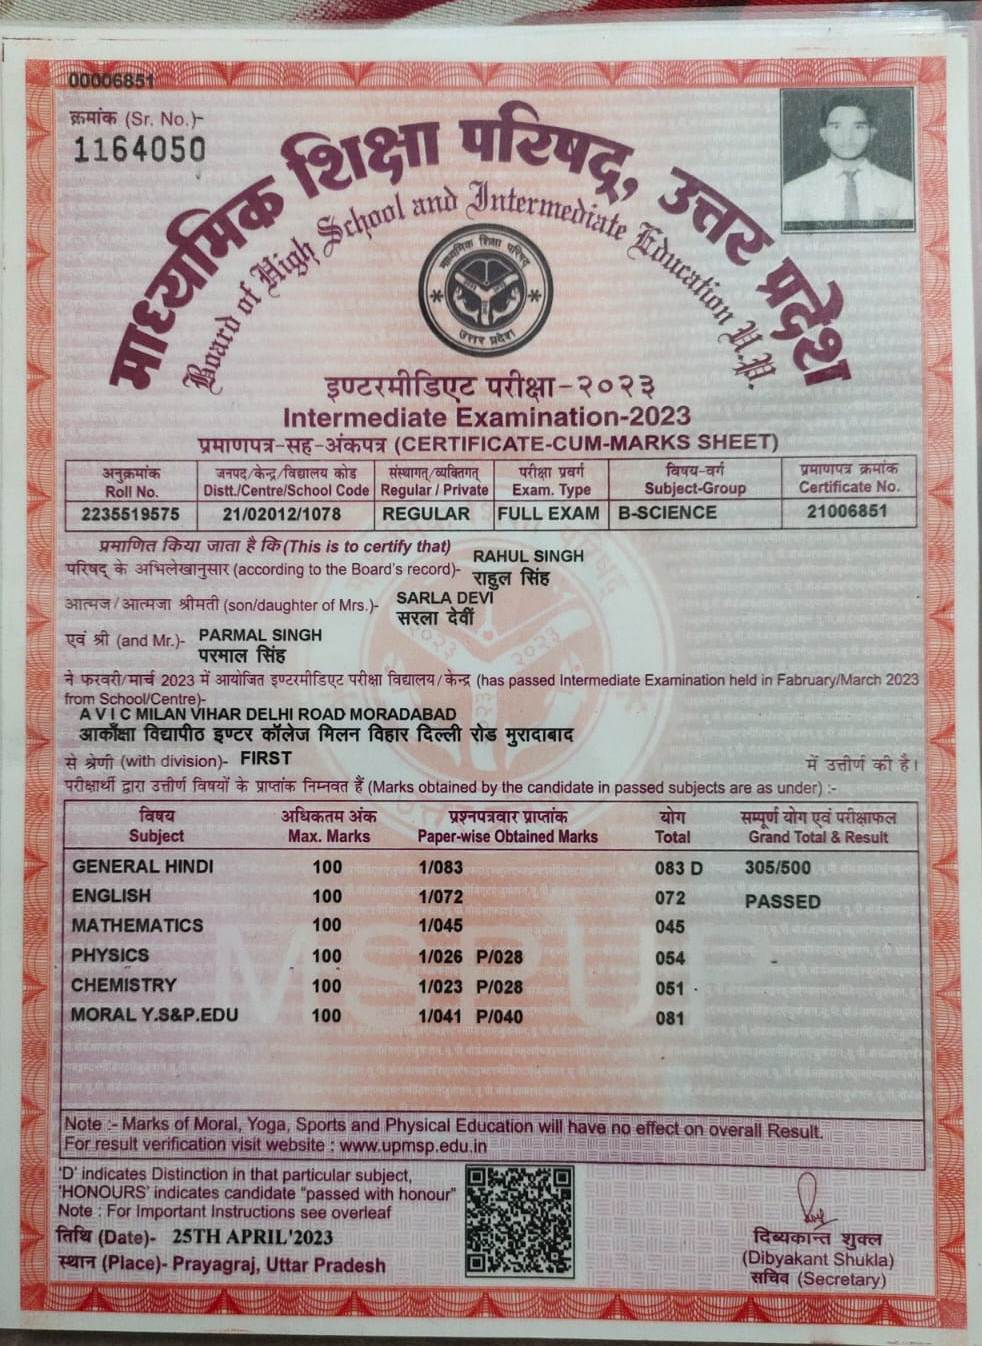 00006851
क्रमांक (Sr. No.)-
1164050
माध्यमिक शिक्षा परिषद्, उत्तर प्रदेश
Board of High School and Intermediate Education U.P.
माध्यमिक शिक्षा परिषद
उत्तर प्रदेश
इण्टरमीडिएट परीक्षा-२०२३
Intermediate Examination-2023
प्रमाणपत्र-सह-अंकपत्र (CERTIFICATE-CUM-MARKS SHEET)
अनुक्रमांक जनपद/केन्द्र/विद्यालय कोड संस्थागत/व्यक्तिगत परीक्षा प्रवर्ग विषय-वर्ग प्रमाणपत्र क्रमांक
Roll No. Distt./Centre/School Code Regular / Private Exam. Type Subject-Group Certificate No.
2235519575 21/02012/1078 REGULAR FULL EXAM B-SCIENCE 21006851
प्रमाणित किया जाता है कि (This is to certify that) RAHUL SINGH
परिषद् के अभिलेखानुसार (according to the Board's record)- राहुल सिंह
आत्मज/आत्मजा श्रीमती (son/daughter of Mrs.)- SARLA DEVI
सरला देवीं
एवं श्री (and Mr.)- PARMAL SINGH
परमाल सिंह
ने फरवरी/मार्च 2023 में आयोजित इण्टरमीडिएट परीक्षा विद्यालय/केन्द्र (has passed Intermediate Examination held in Fabruary/March 2023
from School/Centre)-
A V I C MILAN VIHAR DELHI ROAD MORADABAD
आकाँक्षा विद्यापीठ इण्टर कॉलेज मिलन विहार दिल्ली रोड मुरादाबाद
से श्रेणी (with division)- FIRST में उत्तीर्ण की है।
परीक्षार्थी द्वारा उत्तीर्ण विषयों के प्राप्तांक निम्नवत हैं (Marks obtained by the candidate in passed subjects are as under) :-
विषय अधिकतम अंक प्रश्नपत्रवार प्राप्तांक योग सम्पूर्ण योग एवं परीक्षाफल
Subject Max. Marks Paper-wise Obtained Marks Total Grand Total & Result
GENERAL HINDI 100 1/083 083 D 305/500
ENGLISH 100 1/072 072 PASSED
MATHEMATICS 100 1/045 045
PHYSICS 100 1/026 P/028 054
CHEMISTRY 100 1/023 P/028 051
MORAL Y.S&P.EDU 100 1/041 P/040 081
MSPUP
Note :- Marks of Moral, Yoga, Sports and Physical Education will have no effect on overall Result.
For result verification visit website : www.upmsp.edu.in
'D' indicates Distinction in that particular subject,
'HONOURS' indicates candidate "passed with honour"
Note : For Important Instructions see overleaf
तिथि (Date)- 25TH APRIL'2023
स्थान (Place)- Prayagraj, Uttar Pradesh
दिब्यकान्त शुक्ल
(Dibyakant Shukla)
सचिव (Secretary)